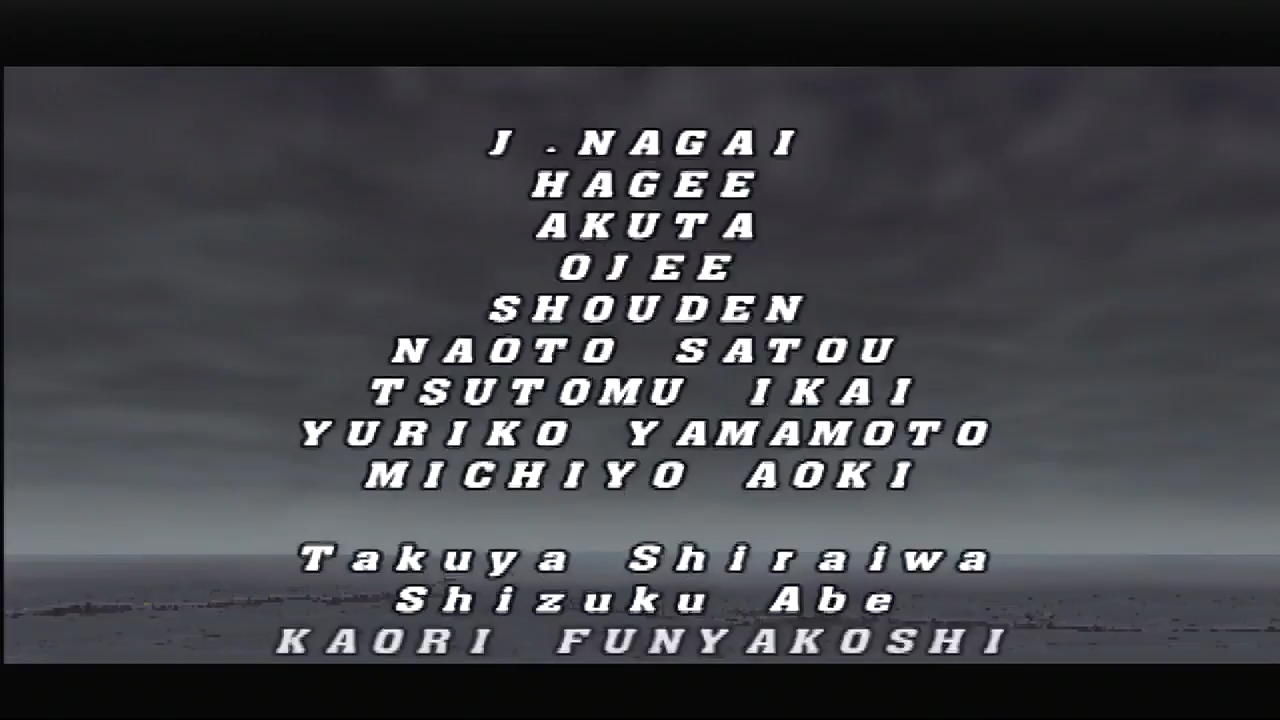 J.NAGAI
HAGEE
AKUTA
OJEE
SHOUDEN
NAOTO SATOU
TSUTOMU IKAI
YURIKO YAMAMOTO
MICHIYO AOKI
Takuya Shiraiwa
Shizuku Abe
KAORI FUNYAKOSHI